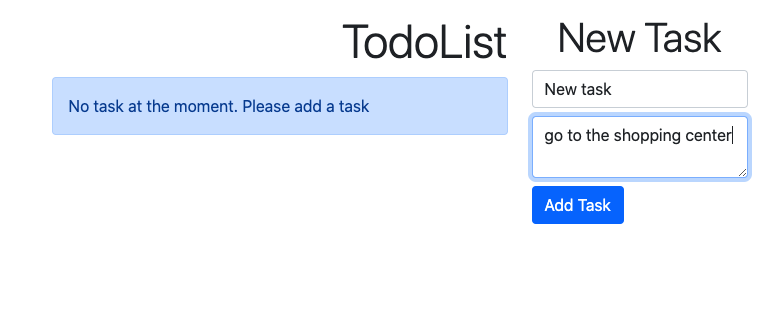 TodoList
No task at the moment. Please add a task
New Task
New task
go to the shopping center
Add Task